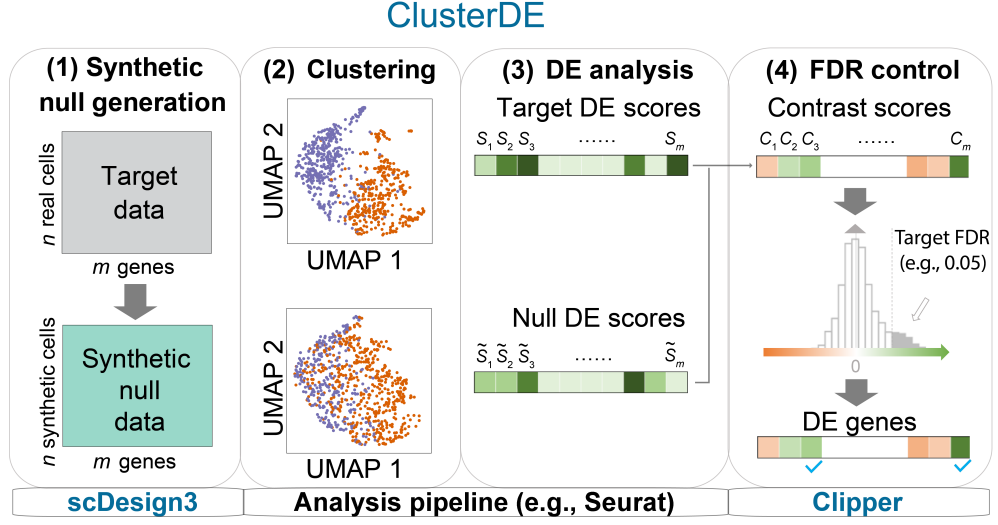 ClusterDE
(1) Synthetic
null generation
n real cells
Target
data
m genes
n synthetic cells
Synthetic
null
data
m genes
scDesign3
(2) Clustering
UMAP 2
UMAP 1
UMAP 2
UMAP 1
(3) DE analysis
Target DE scores
S1 S2 S3 ...... Sm
Null DE scores
S̃1 S̃2 S̃3 ...... S̃m
Analysis pipeline (e.g., Seurat)
(4) FDR control
Contrast scores
C1 C2 C3 ...... Cm
Target FDR
(e.g., 0.05)
0
DE genes
Clipper